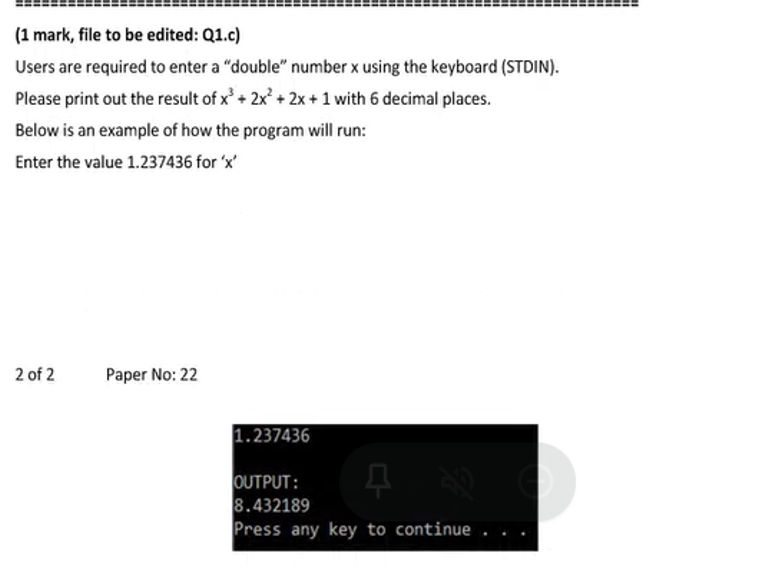 (1 mark, file to be edited: Q1.c)
Users are required to enter a “double” number x using the keyboard (STDIN).
Please print out the result of x³ + 2x² + 2x + 1 with 6 decimal places.
Below is an example of how the program will run:
Enter the value 1.237436 for ‘x’
2 of 2 Paper No: 22
1.237436
OUTPUT:
8.432189
Press any key to continue . . .